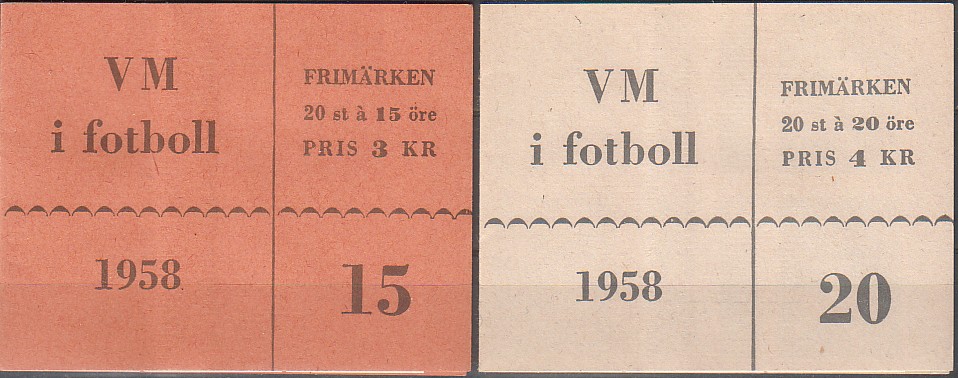 VM
i fotboll
FRIMÄRKEN
20 st à 15 öre
PRIS 3 KR
1958
15
VM
i fotboll
FRIMÄRKEN
20 st à 20 öre
PRIS 4 KR
1958
20